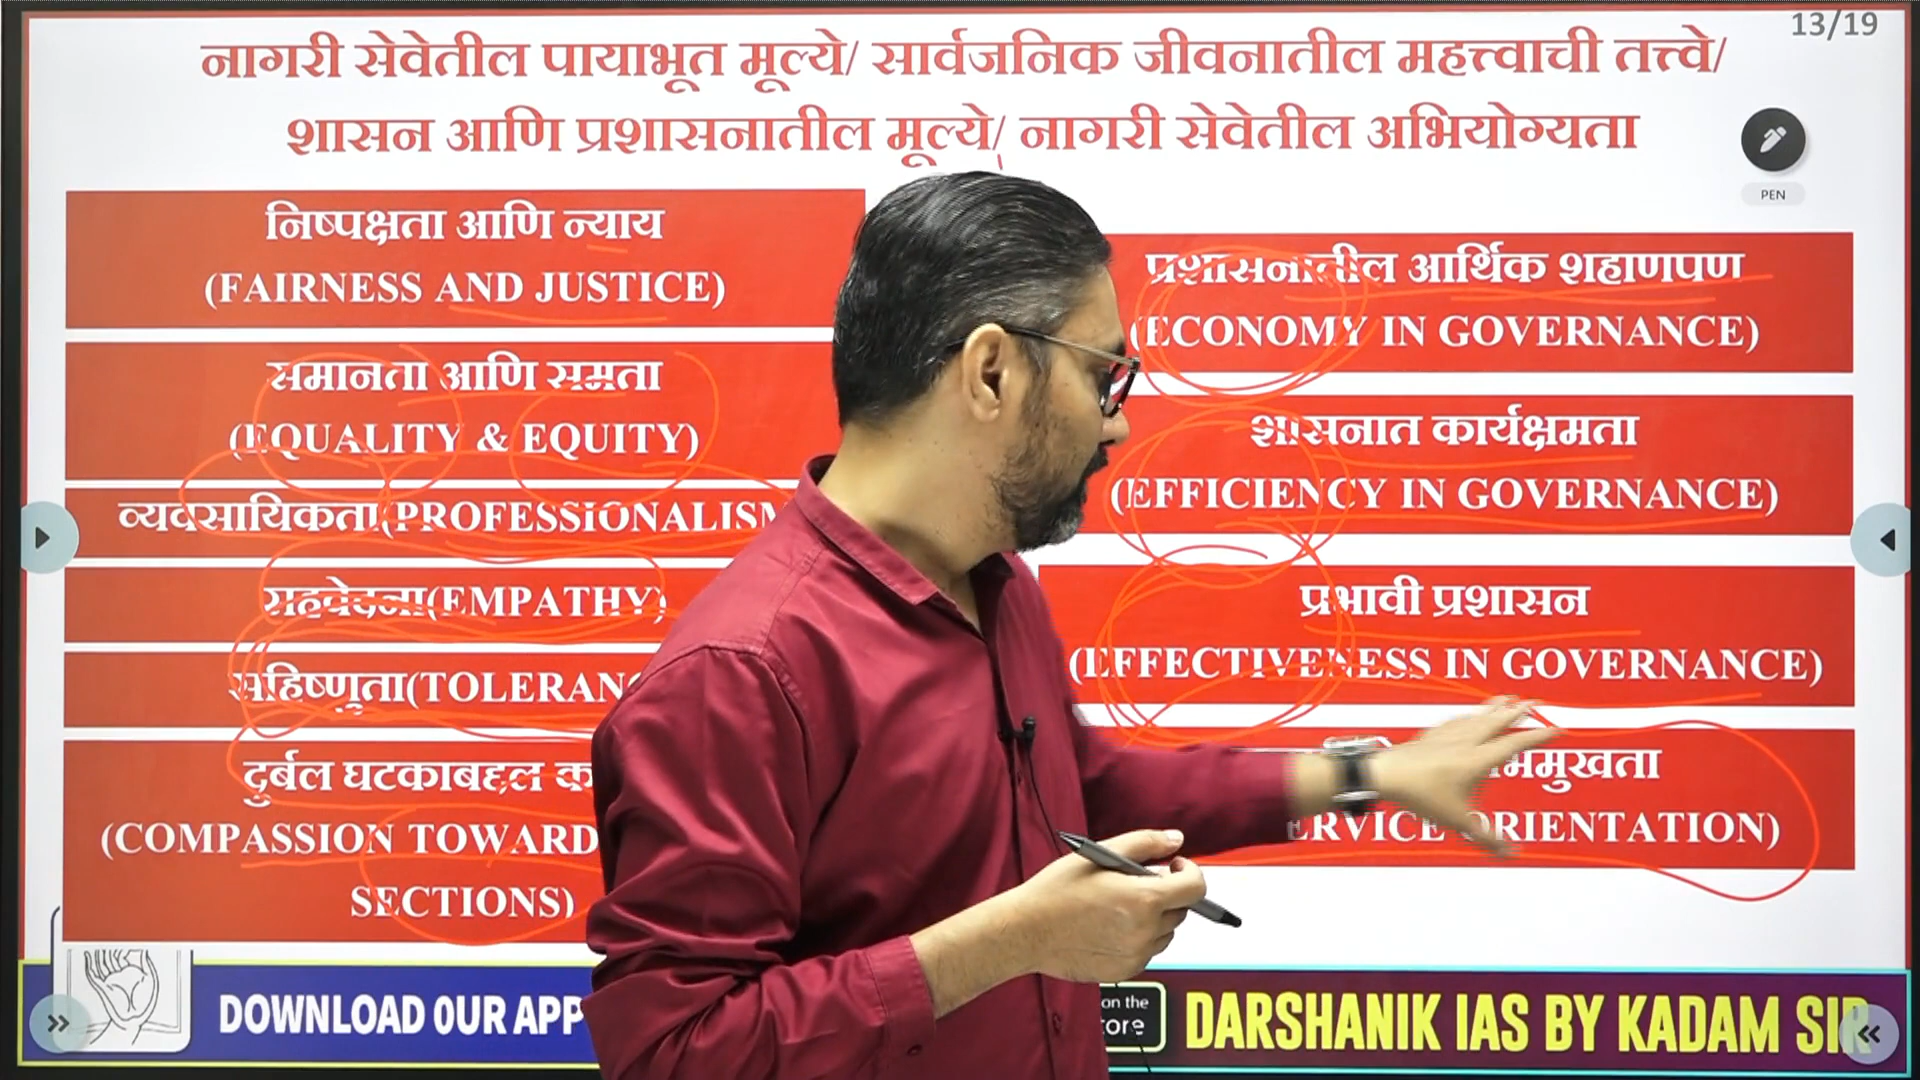 13/19
नागरी सेवेतील पायाभूत मूल्ये/ सार्वजनिक जीवनातील महत्त्वाची तत्त्वे/
शासन आणि प्रशासनातील मूल्ये/ नागरी सेवेतील अभियोग्यता
PEN
निष्पक्षता आणि न्याय
(FAIRNESS AND JUSTICE)
समानता आणि समता
(EQUALITY & EQUITY)
व्यवसायिकता(PROFESSIONALISM
सहवेदना(EMPATHY)
सहिष्णुता(TOLERANC
दुर्बल घटकाबद्दल
(COMPASSION TOWARD
SECTIONS)
प्रशासनातील आर्थिक शहाणपण
(ECONOMY IN GOVERNANCE)
शासनात कार्यक्षमता
(EFFICIENCY IN GOVERNANCE)
प्रभावी प्रशासन
(EFFECTIVENESS IN GOVERNANCE)
भिमुखता
ERVICE ORIENTATION)
DOWNLOAD OUR APP
on the
tore
DARSHANIK IAS BY KADAM SIR